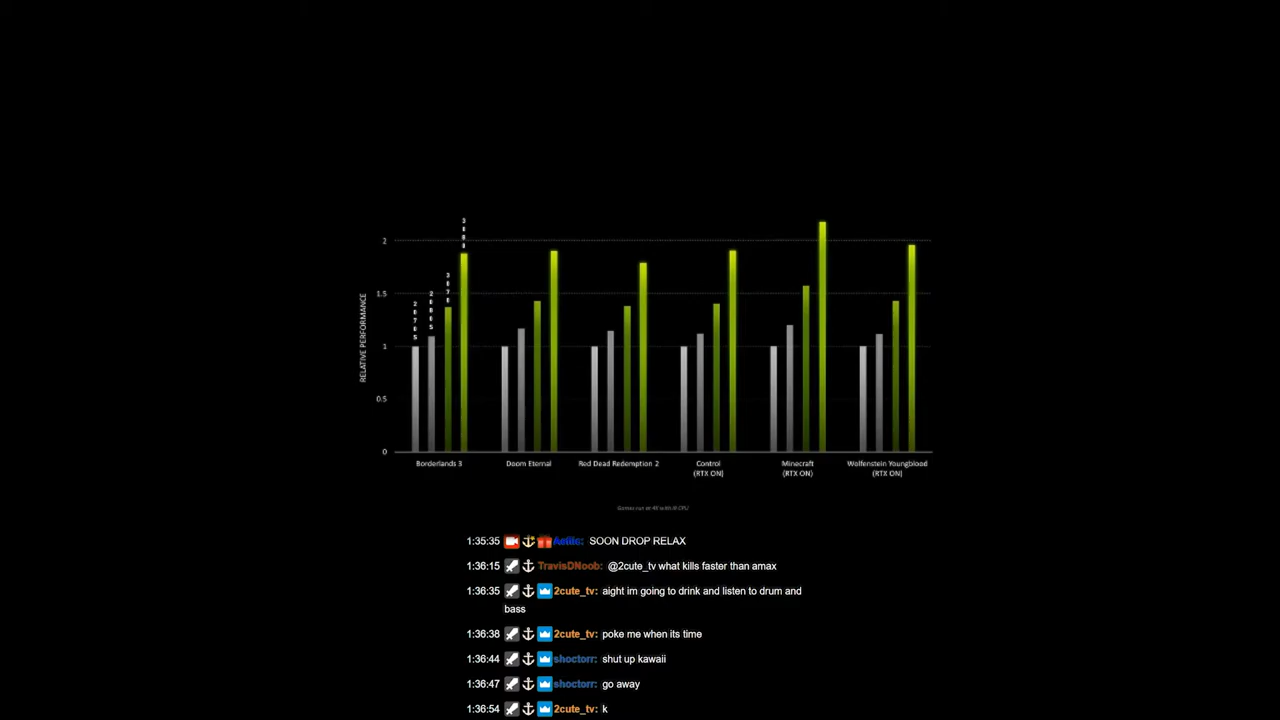 3080
3070
2080S
2070S
2
1.5
1
0.5
0
RELATIVE PERFORMANCE
Borderlands 3
Doom Eternal
Red Dead Redemption 2
Control
(RTX ON)
Minecraft
(RTX ON)
Wolfenstein Youngblood
(RTX ON)
1:35:35 SOON DROP RELAX
1:36:15 TravisDNoob: @2cute_tv what kills faster than amax
1:36:35 2cute_tv: aight im going to drink and listen to drum and
bass
1:36:38 2cute_tv: poke me when its time
1:36:44 shoctorr: shut up kawaii
1:36:47 shoctorr: go away
1:36:54 2cute_tv: k